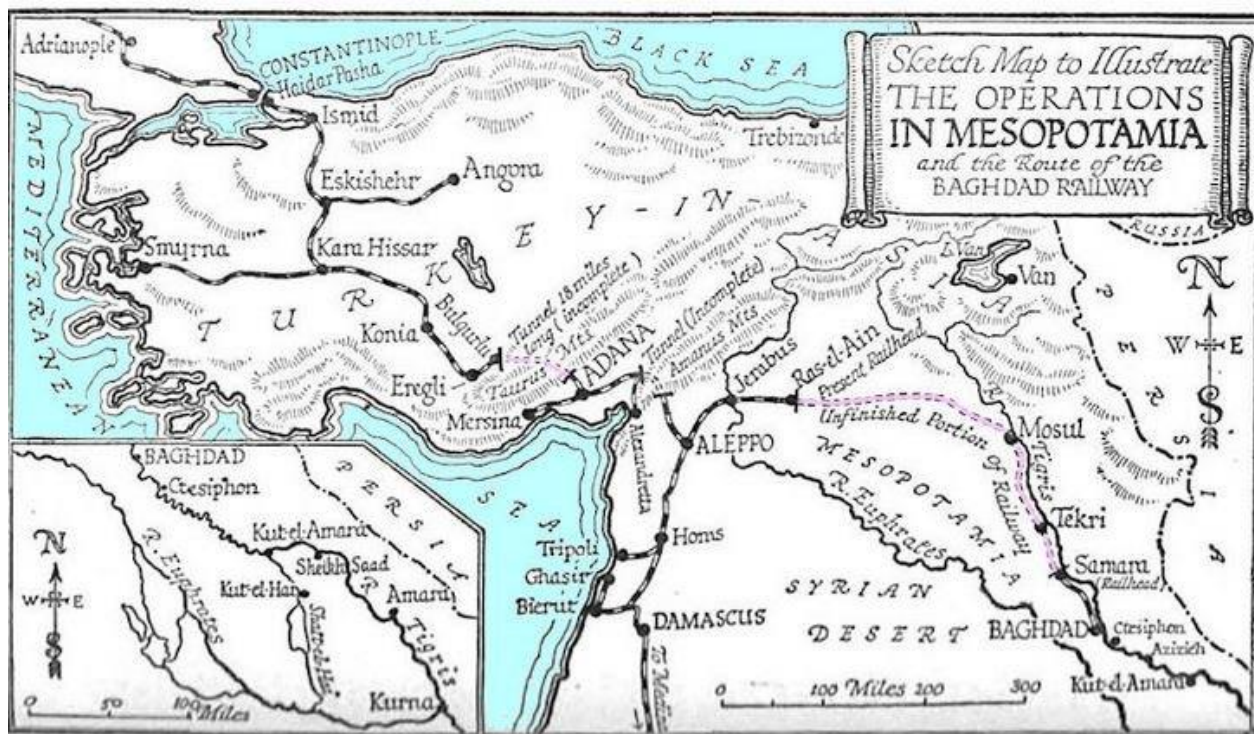 Sketch Map to Illustrate
THE OPERATIONS
IN MESOPOTAMIA
and the Route of the
BAGHDAD RAILWAY
BLACK SEA
Adrianople
CONSTANTINOPLE
Haidar Pasha
Ismid
Trebizonde
RUSSIA
MEDITERRANEAN
SEA
Eskishehr
Angora
TURKEY-IN-ASIA
Smyrna
Kara Hissar
L. Van
Van
PERSIA
N
W E
S
Konia
Bulgurlu
Tunnel 18 miles
long (incomplete)
Taurus Mts
Eregli
ADANA
Mersina
Tunnel (Incomplete)
Amanus Mts
Alexandretta
Jerabus
Ras-el-Ain
Present Railhead
Unfinished Portion of Railway
ALEPPO
Mosul
R. Tigris
MESOPOTAMIA
R. Euphrates
Tekri
Samara
(Railhead)
Tripoli
Homs
Ghasir
Bierut
DAMASCUS
SYRIAN
DESERT
BAGHDAD
Ctesiphon
Azizieh
Kut-el-Amara
0 100 Miles 200 300
BAGHDAD
Ctesiphon
PERSIA
N
W E
S
R. Euphrates
Kut-el-Amara
Sheikh Saad
Kut-el-Hai
Shatt-el-Hai
Amara
R. Tigris
Kurna
0 100
Miles